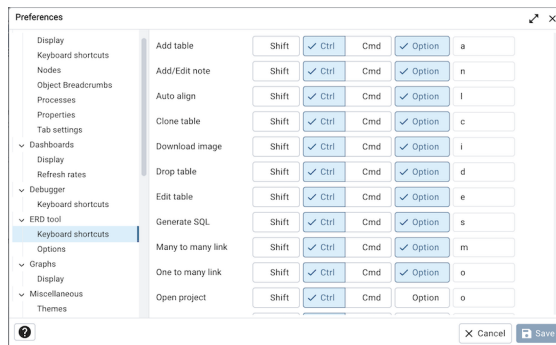 Preferences
Display
Keyboard shortcuts
Nodes
Object Breadcrumbs
Processes
Properties
Tab settings
Dashboards
Display
Refresh rates
Debugger
Keyboard shortcuts
ERD tool
Keyboard shortcuts
Options
Graphs
Display
Miscellaneous
Themes
Add table Shift Ctrl Cmd Option a
Add/Edit note Shift Ctrl Cmd Option n
Auto align Shift Ctrl Cmd Option l
Clone table Shift Ctrl Cmd Option c
Download image Shift Ctrl Cmd Option i
Drop table Shift Ctrl Cmd Option d
Edit table Shift Ctrl Cmd Option e
Generate SQL Shift Ctrl Cmd Option s
Many to many link Shift Ctrl Cmd Option m
One to many link Shift Ctrl Cmd Option o
Open project Shift Ctrl Cmd Option o
? Cancel Save